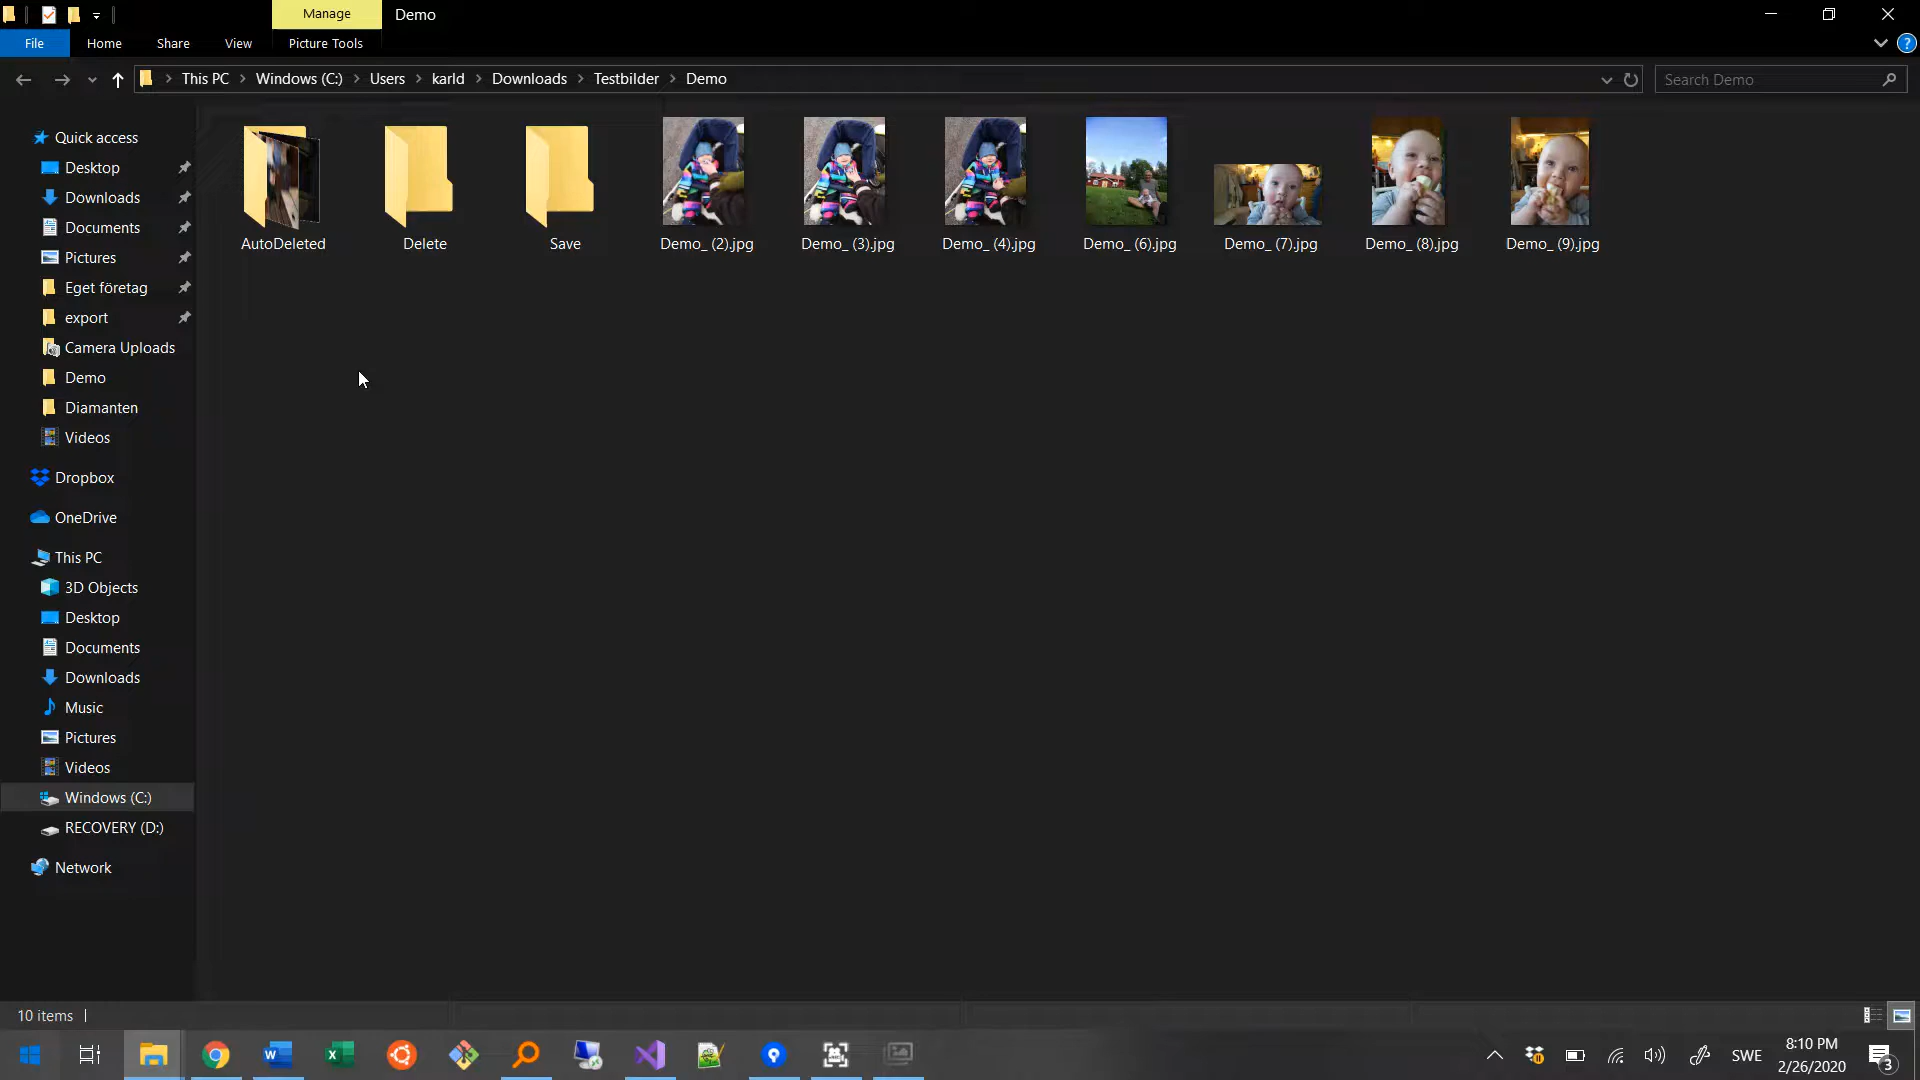 Manage
Demo
File
Home
Share
View
Picture Tools
This PC
Windows (C:)
Users
karld
Downloads
Testbilder
Demo
Search Demo
Quick access
Desktop
Downloads
Documents
Pictures
Eget företag
export
Camera Uploads
Demo
Diamanten
Videos
Dropbox
OneDrive
This PC
3D Objects
Desktop
Documents
Downloads
Music
Pictures
Videos
Windows (C:)
RECOVERY (D:)
Network
AutoDeleted
Delete
Save
Demo_ (2).jpg
Demo_ (3).jpg
Demo_ (4).jpg
Demo_ (6).jpg
Demo_ (7).jpg
Demo_ (8).jpg
Demo_ (9).jpg
10 items
SWE
8:10 PM
2/26/2020
3